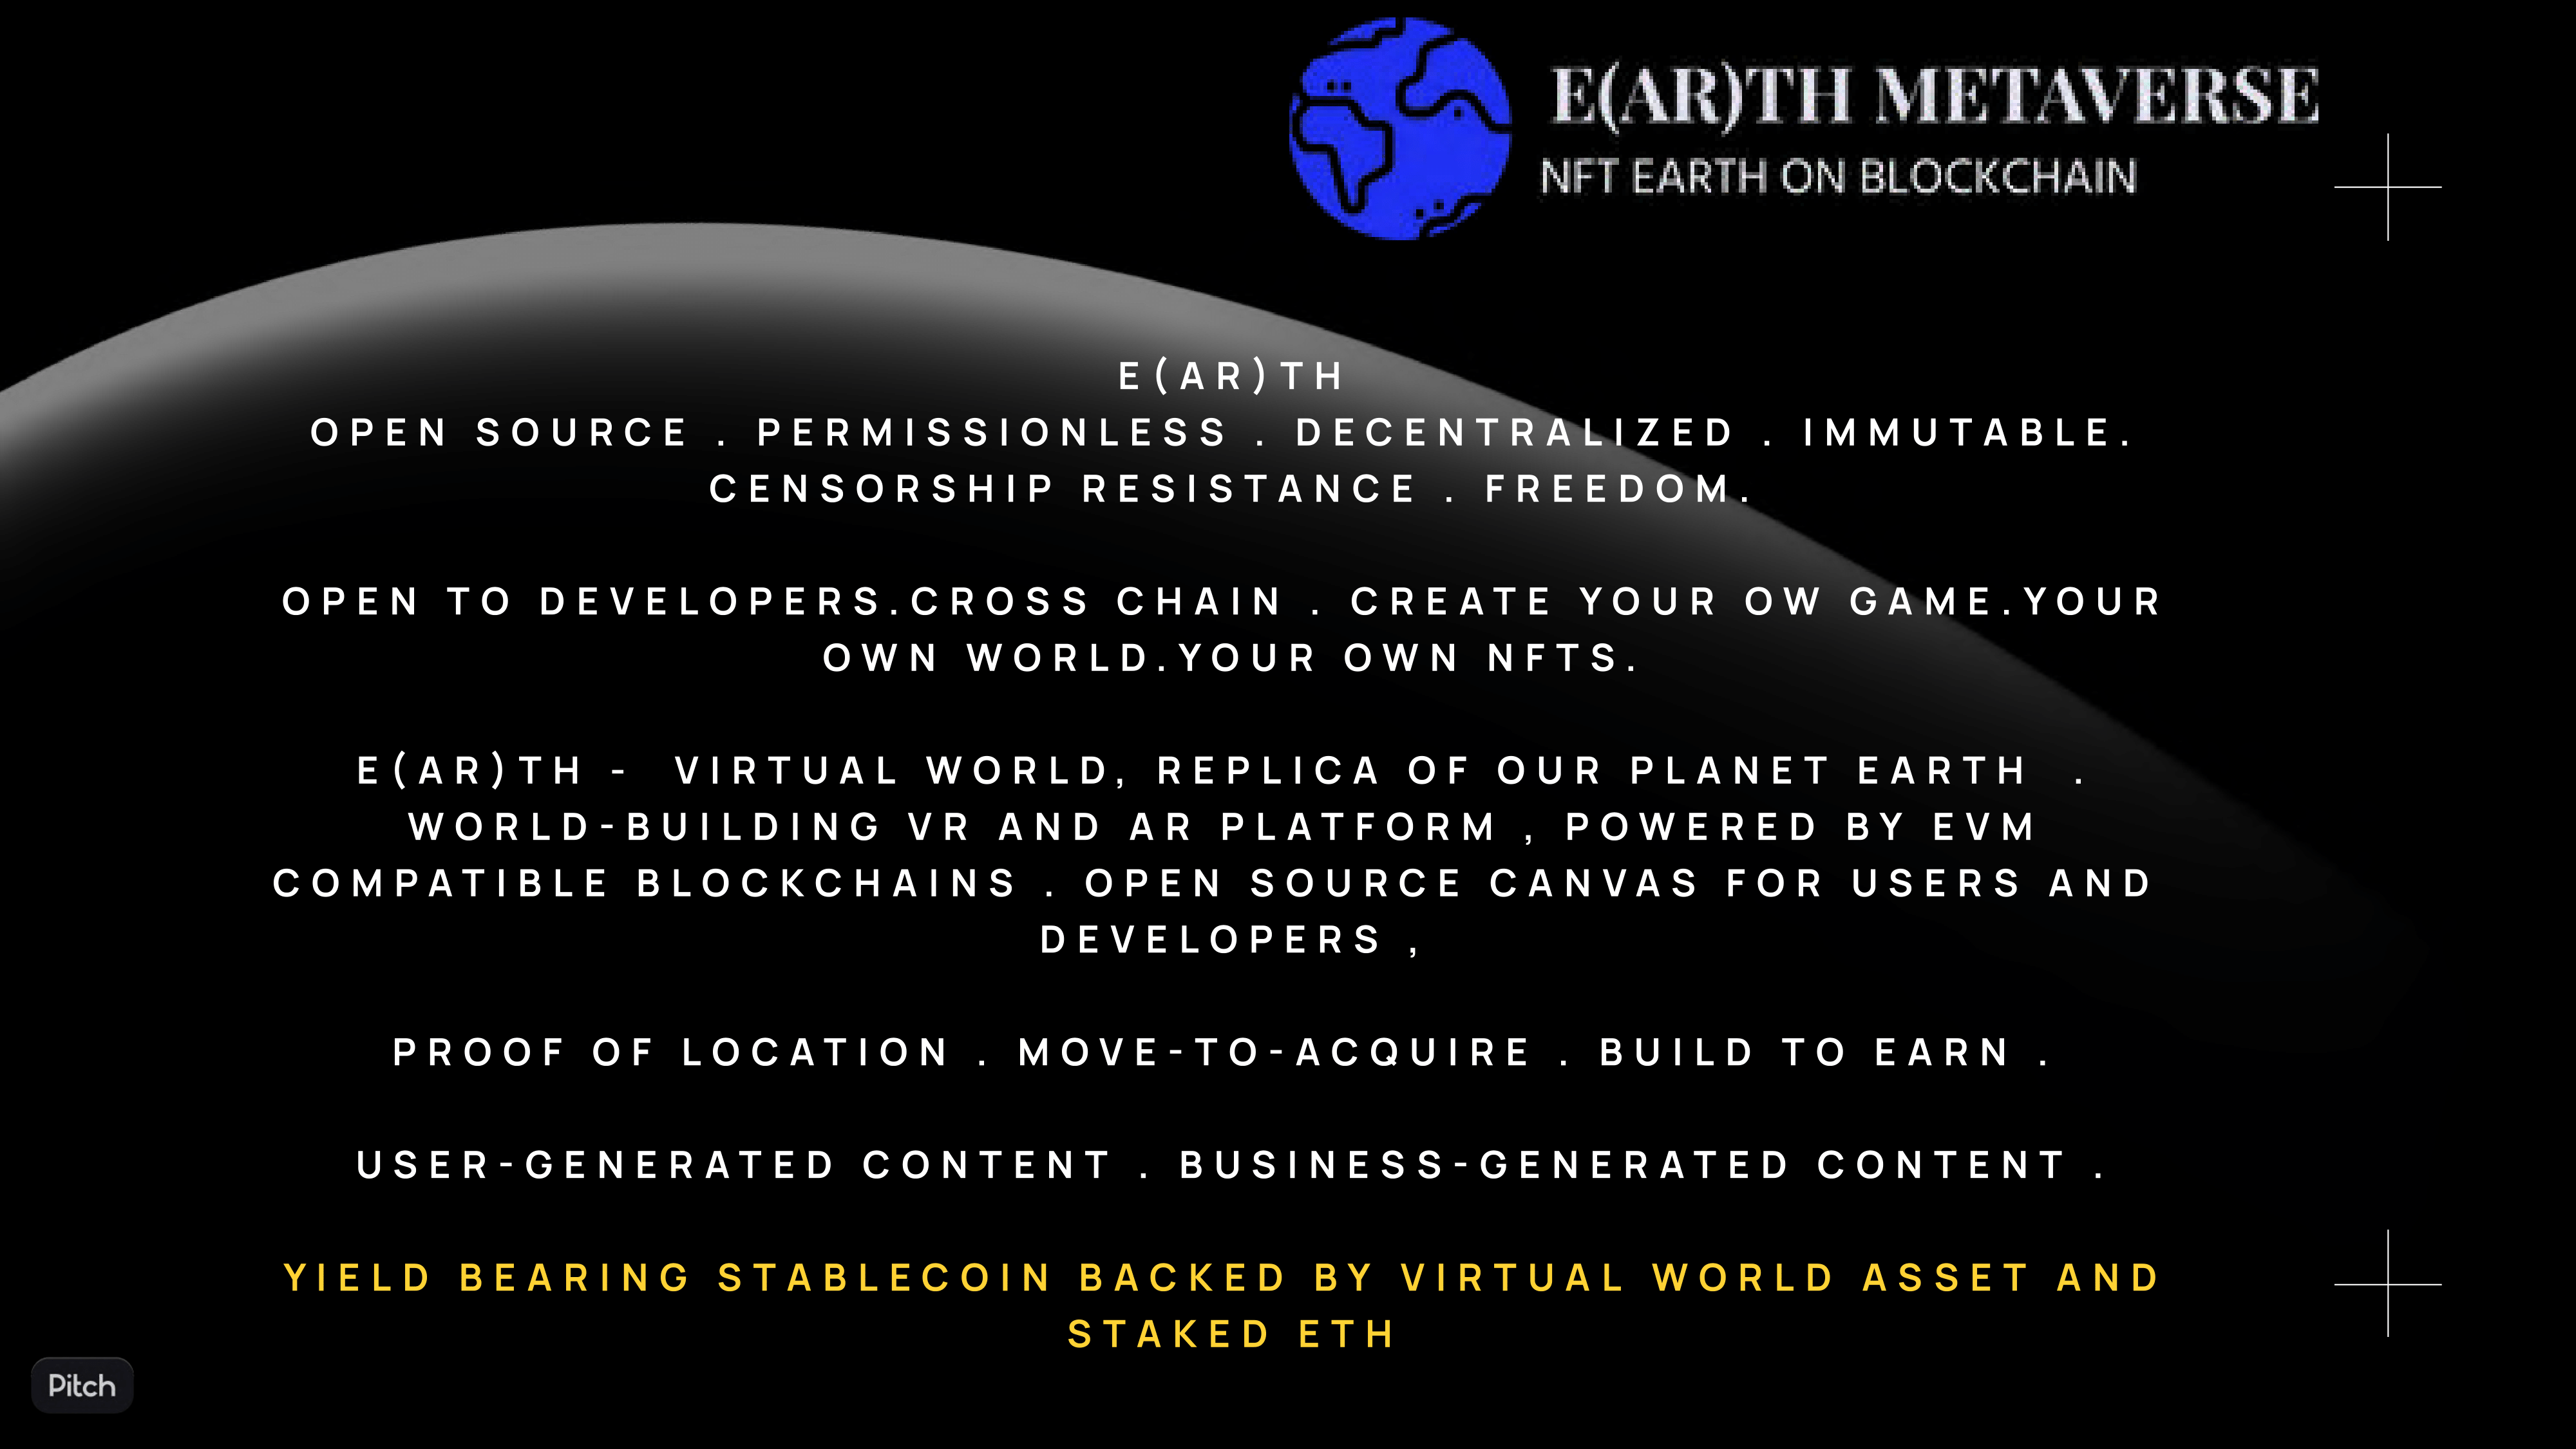 E(AR)TH METAVERSE
NFT EARTH ON BLOCKCHAIN
E(AR)TH
OPEN SOURCE . PERMISSIONLESS . DECENTRALIZED . IMMUTABLE.
CENSORSHIP RESISTANCE . FREEDOM.
OPEN TO DEVELOPERS.CROSS CHAIN . CREATE YOUR OW GAME.YOUR
OWN WORLD.YOUR OWN NFTS.
E(AR)TH - VIRTUAL WORLD, REPLICA OF OUR PLANET EARTH .
WORLD-BUILDING VR AND AR PLATFORM , POWERED BY EVM
COMPATIBLE BLOCKCHAINS . OPEN SOURCE CANVAS FOR USERS AND
DEVELOPERS ,
PROOF OF LOCATION . MOVE-TO-ACQUIRE . BUILD TO EARN .
USER-GENERATED CONTENT . BUSINESS-GENERATED CONTENT .
YIELD BEARING STABLECOIN BACKED BY VIRTUAL WORLD ASSET AND
STAKED ETH
Pitch